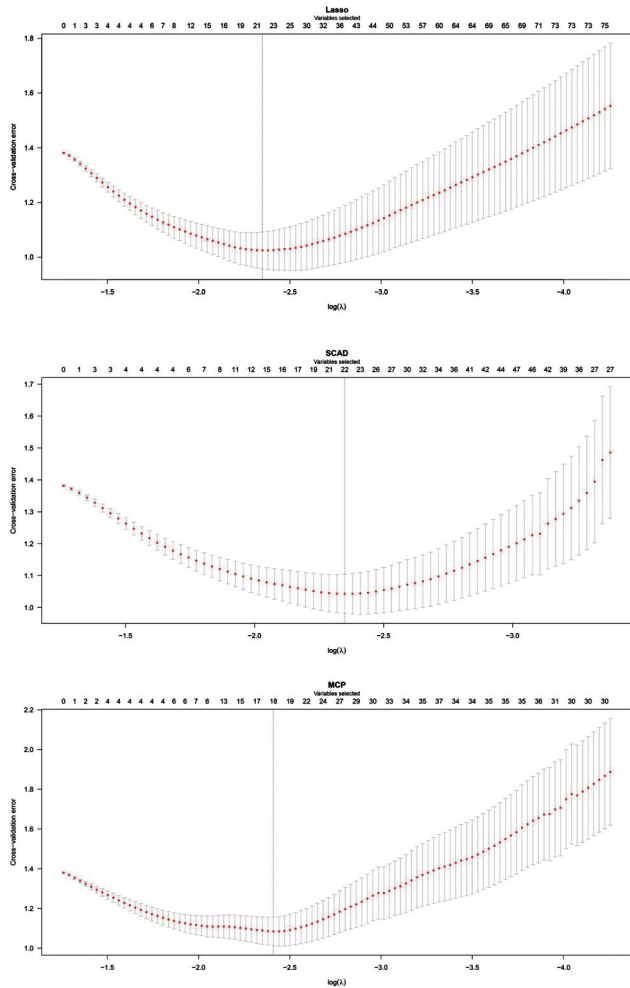 Lasso
Variables selected
0 1 3 3 4 4 4 6 7 8 12 12 15 16 19 21 23 25 30 32 36 43 44 50 53 57 60 64 64 69 65 69 71 73 73 73 75
Cross-validation error
1.8
1.6
1.4
1.2
1.0
−1.5 −2.0 −2.5 −3.0 −3.5 −4.0
log(λ)
SCAD
Variables selected
0 1 3 3 4 4 4 4 6 7 8 11 12 15 16 17 19 21 22 23 26 27 30 32 34 36 41 42 44 47 46 42 39 36 27 27
Cross-validation error
1.7
1.6
1.5
1.4
1.3
1.2
1.1
1.0
−1.5 −2.0 −2.5 −3.0
log(λ)
MCP
Variables selected
0 1 2 2 4 4 4 4 6 6 7 8 13 15 17 18 19 22 24 27 29 30 33 34 35 37 34 34 35 35 35 36 31 30 30 30
Cross-validation error
2.2
2.0
1.8
1.6
1.4
1.2
1.0
−1.5 −2.0 −2.5 −3.0 −3.5 −4.0
log(λ)